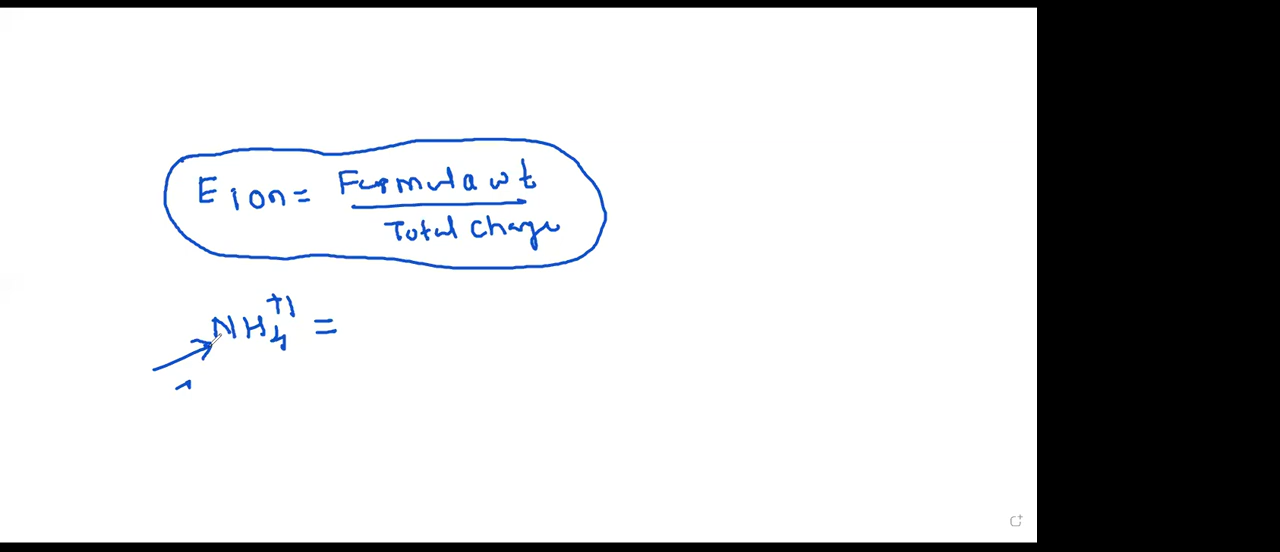 E ion = Formula wt
Total charge
NH₄⁺¹ =